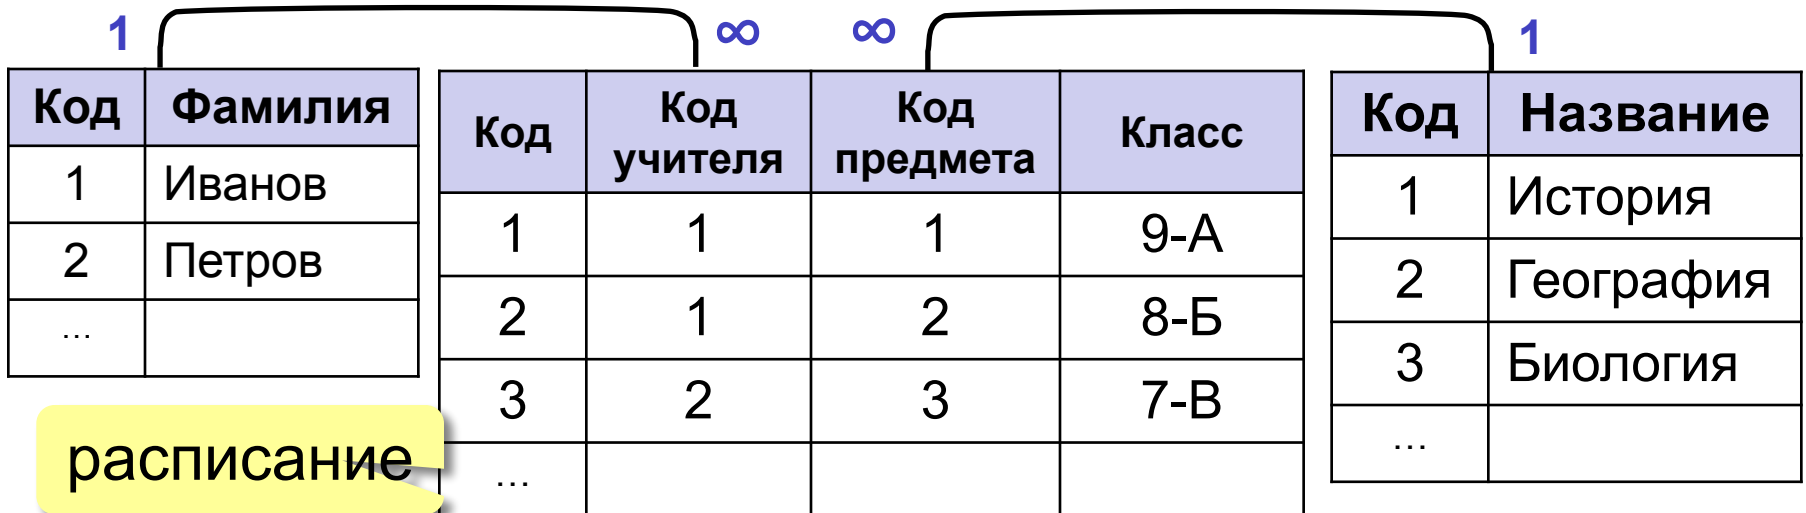 1 ∞ ∞ 1
Код Фамилия
1 Иванов
2 Петров
...
Код Код учителя Код предмета Класс
1 1 1 9-А
2 1 2 8-Б
3 2 3 7-В
...
Код Название
1 История
2 География
3 Биология
...
расписание